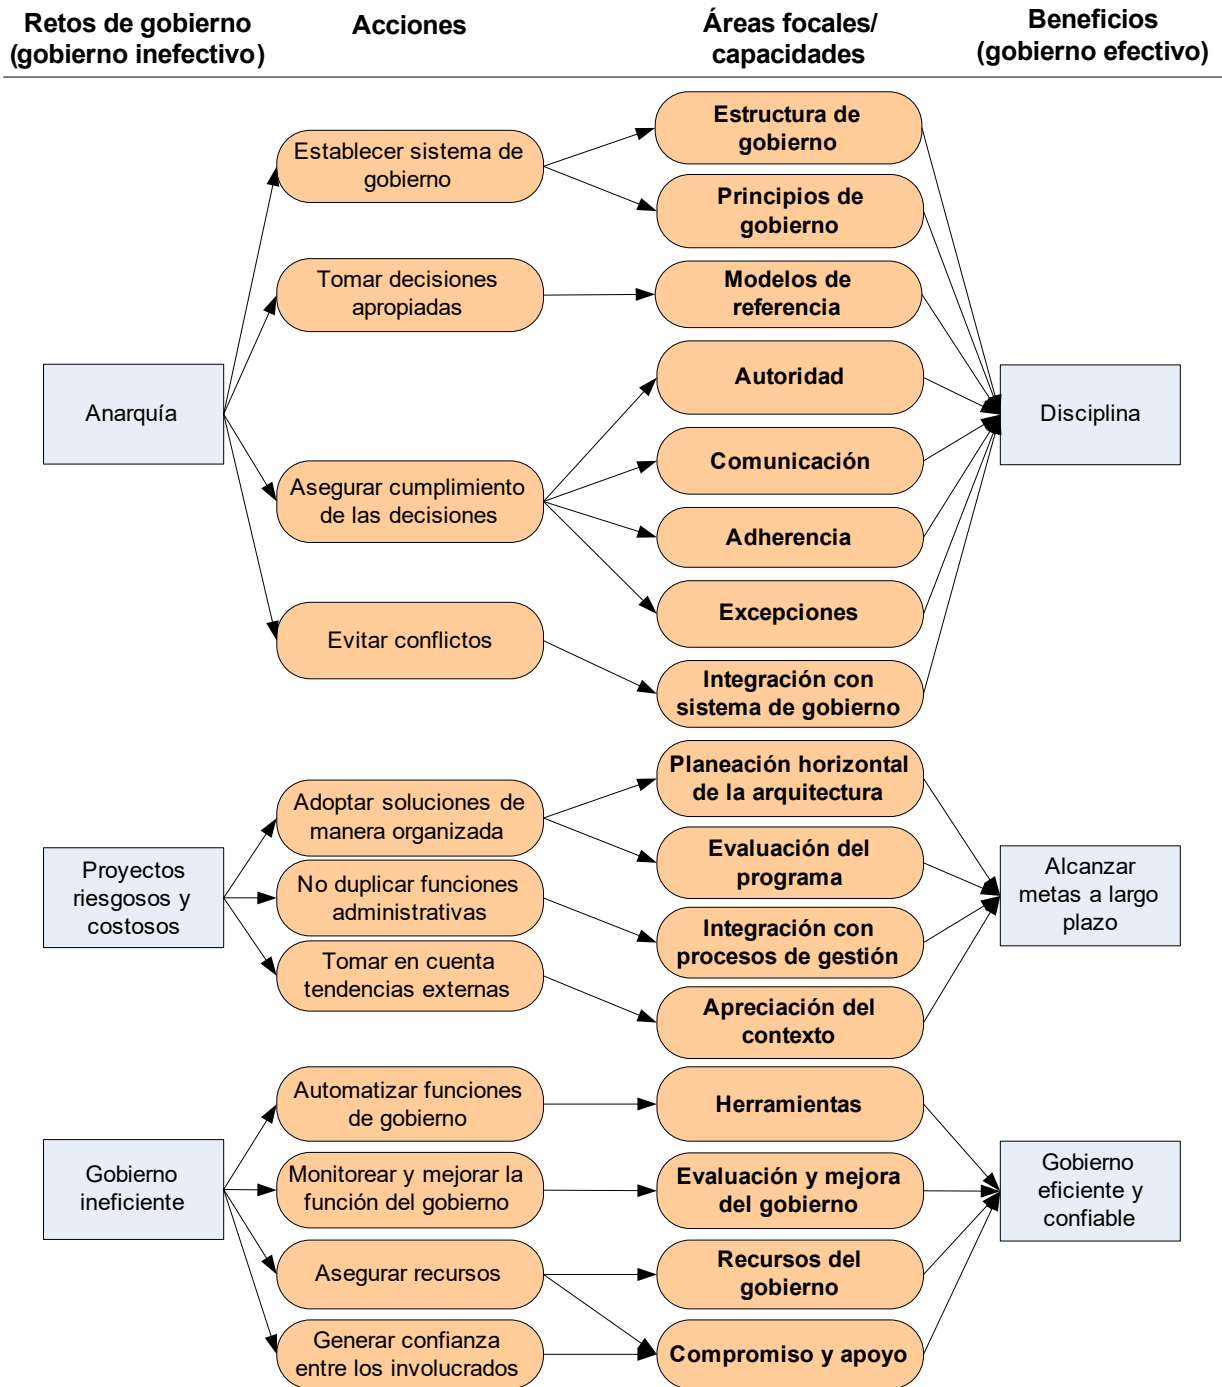 Retos de gobierno
(gobierno inefectivo)
Acciones
Áreas focales/
capacidades
Beneficios
(gobierno efectivo)
Anarquía
Establecer sistema de
gobierno
Tomar decisiones
apropiadas
Asegurar cumplimiento
de las decisiones
Evitar conflictos
Estructura de
gobierno
Principios de
gobierno
Modelos de
referencia
Autoridad
Comunicación
Adherencia
Excepciones
Integración con
sistema de gobierno
Disciplina
Proyectos
riesgosos y
costosos
Adoptar soluciones de
manera organizada
No duplicar funciones
administrativas
Tomar en cuenta
tendencias externas
Planeación horizontal
de la arquitectura
Evaluación del
programa
Integración con
procesos de gestión
Apreciación del
contexto
Alcanzar
metas a largo
plazo
Gobierno
ineficiente
Automatizar funciones
de gobierno
Monitorear y mejorar la
función del gobierno
Asegurar recursos
Generar confianza
entre los involucrados
Herramientas
Evaluación y mejora
del gobierno
Recursos del
gobierno
Compromiso y apoyo
Gobierno
eficiente y
confiable